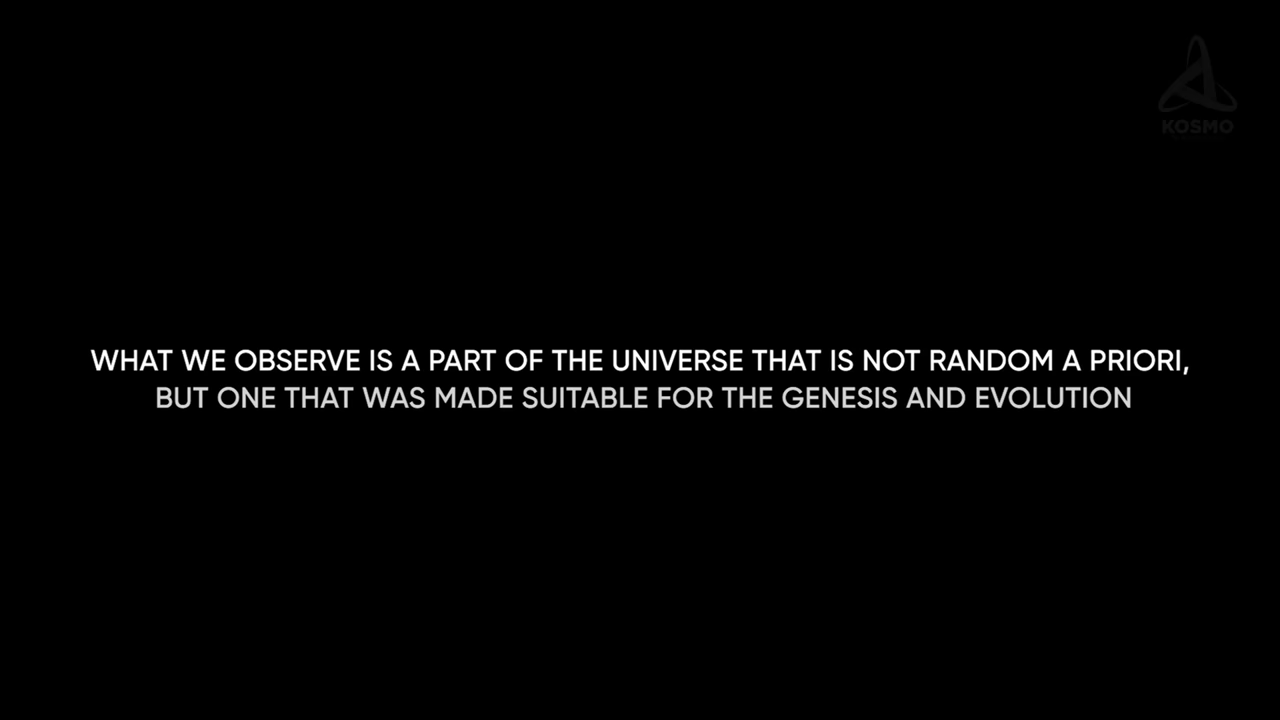 KOSMO
WHAT WE OBSERVE IS A PART OF THE UNIVERSE THAT IS NOT RANDOM A PRIORI,
BUT ONE THAT WAS MADE SUITABLE FOR THE GENESIS AND EVOLUTION